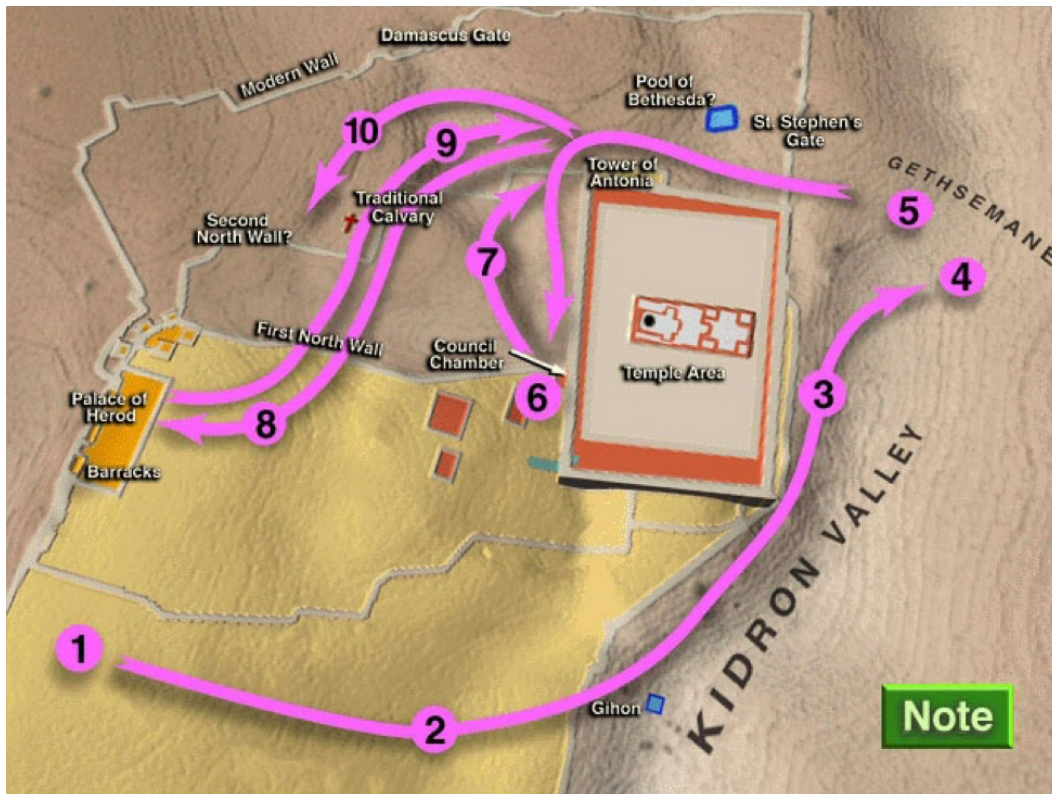 Damascus Gate
Modern Wall
Pool of
Bethesda?
St. Stephen's
Gate
10
9
Tower of
Antonia
GETHSEMANE
Traditional
Calvary
5
Second
North Wall?
7
4
First North Wall
Council
Chamber
Temple Area
6
3
Palace of
Herod
8
Barracks
KIDRON VALLEY
1
2
Gihon
Note